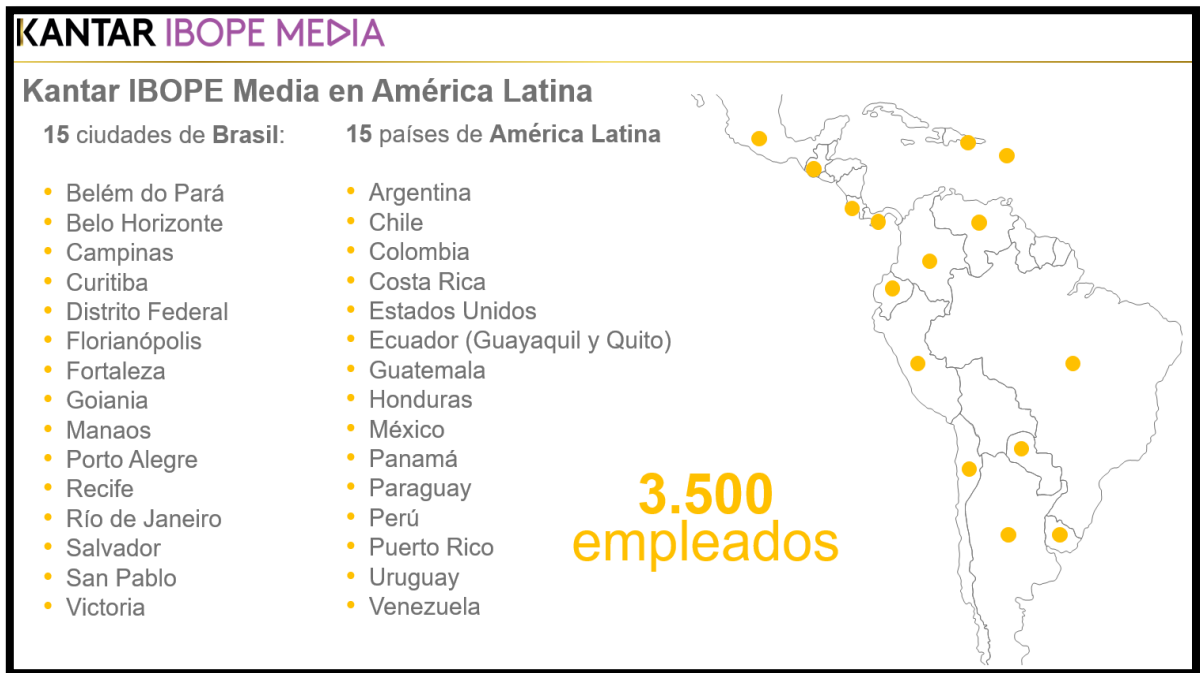 KANTAR IBOPE MEDIA
Kantar IBOPE Media en América Latina
15 ciudades de Brasil:
Belém do Pará
Belo Horizonte
Campinas
Curitiba
Distrito Federal
Florianópolis
Fortaleza
Goiania
Manaos
Porto Alegre
Recife
Río de Janeiro
Salvador
San Pablo
Victoria
15 países de América Latina
Argentina
Chile
Colombia
Costa Rica
Estados Unidos
Ecuador (Guayaquil y Quito)
Guatemala
Honduras
México
Panamá
Paraguay
Perú
Puerto Rico
Uruguay
Venezuela
3.500
empleados